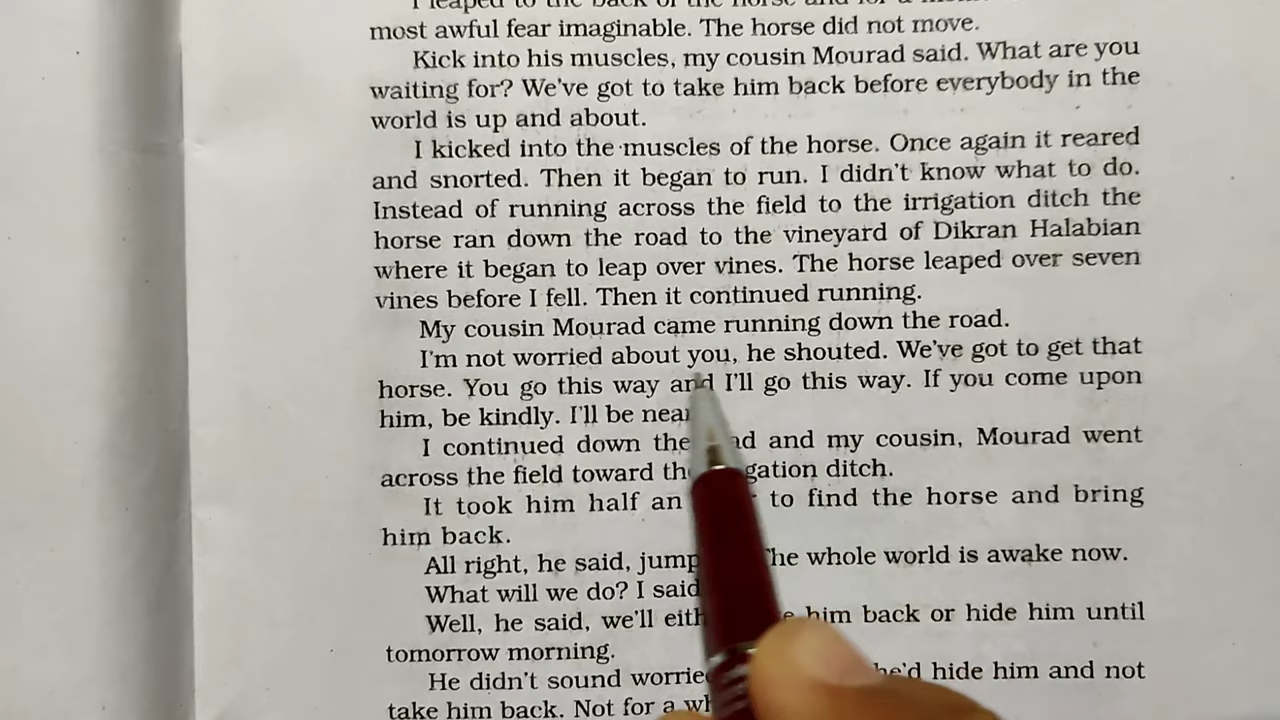 I leaped to the back of the horse and for a
most awful fear imaginable. The horse did not move.
Kick into his muscles, my cousin Mourad said. What are you
waiting for? We've got to take him back before everybody in the
world is up and about.
I kicked into the muscles of the horse. Once again it reared
and snorted. Then it began to run. I didn't know what to do.
Instead of running across the field to the irrigation ditch the
horse ran down the road to the vineyard of Dikran Halabian
where it began to leap over vines. The horse leaped over seven
vines before I fell. Then it continued running.
My cousin Mourad came running down the road.
I'm not worried about you, he shouted. We've got to get that
horse. You go this way and I'll go this way. If you come upon
him, be kindly. I'll be near
I continued down the and my cousin, Mourad went
across the field toward ditch.
It took him half an to find the horse and bring
him back.
All right, he said, jump whole world is awake now.
What will we do? I said
Well, he said, we'll him back or hide him until
tomorrow morning.
He didn't sound he'd hide him and not
take him back. Not for a